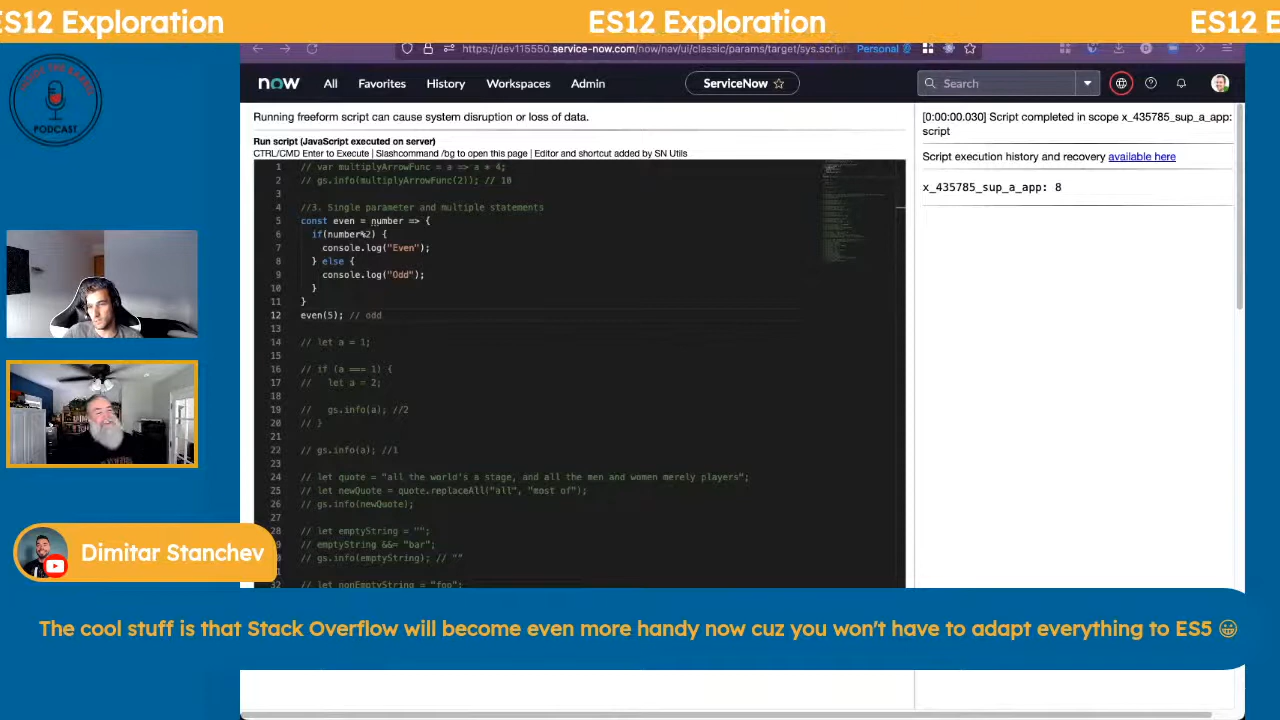 ES12 Exploration
ES12 Exploration
ES12 E
INSIDE THE BASEL
PODCAST
https://dev115550.service-now.com/now/nav/ui/classic/params/target/sys.scrip
Personal
now
All
Favorites
History
Workspaces
Admin
ServiceNow
Search
Running freeform script can cause system disruption or loss of data.
Run script (JavaScript executed on server)
CTRL/CMD Enter to Execute | Slashcommand /bg to open this page | Editor and shortcut added by SN Utils
1 // var multiplyArrowFunc = a => a * 4;
2 // gs.info(multiplyArrowFunc(2)); // 10
3
4 //3. Single parameter and multiple statements
5 const even = number => {
6 if(number%2) {
7 console.log("Even");
8 } else {
9 console.log("Odd");
10 }
11 }
12 even(5); // odd
13
14 // let a = 1;
15
16 // if (a === 1) {
17 // let a = 2;
18
19 // gs.info(a); //2
20 // }
21
22 // gs.info(a); //1
23
24 // let quote = "all the world's a stage, and all the men and women merely players";
25 // let newQuote = quote.replaceAll("all", "most of");
26 // gs.info(newQuote);
27
28 // let emptyString = "";
29 // emptyString &&= "bar";
// gs.info(emptyString); // ""
32 // let nonEmptyString = "foo";
[0:00:00.030] Script completed in scope x_435785_sup_a_app:
script
Script execution history and recovery available here
x_435785_sup_a_app: 8
Dimitar Stanchev
The cool stuff is that Stack Overflow will become even more handy now cuz you won't have to adapt everything to ES5 😀